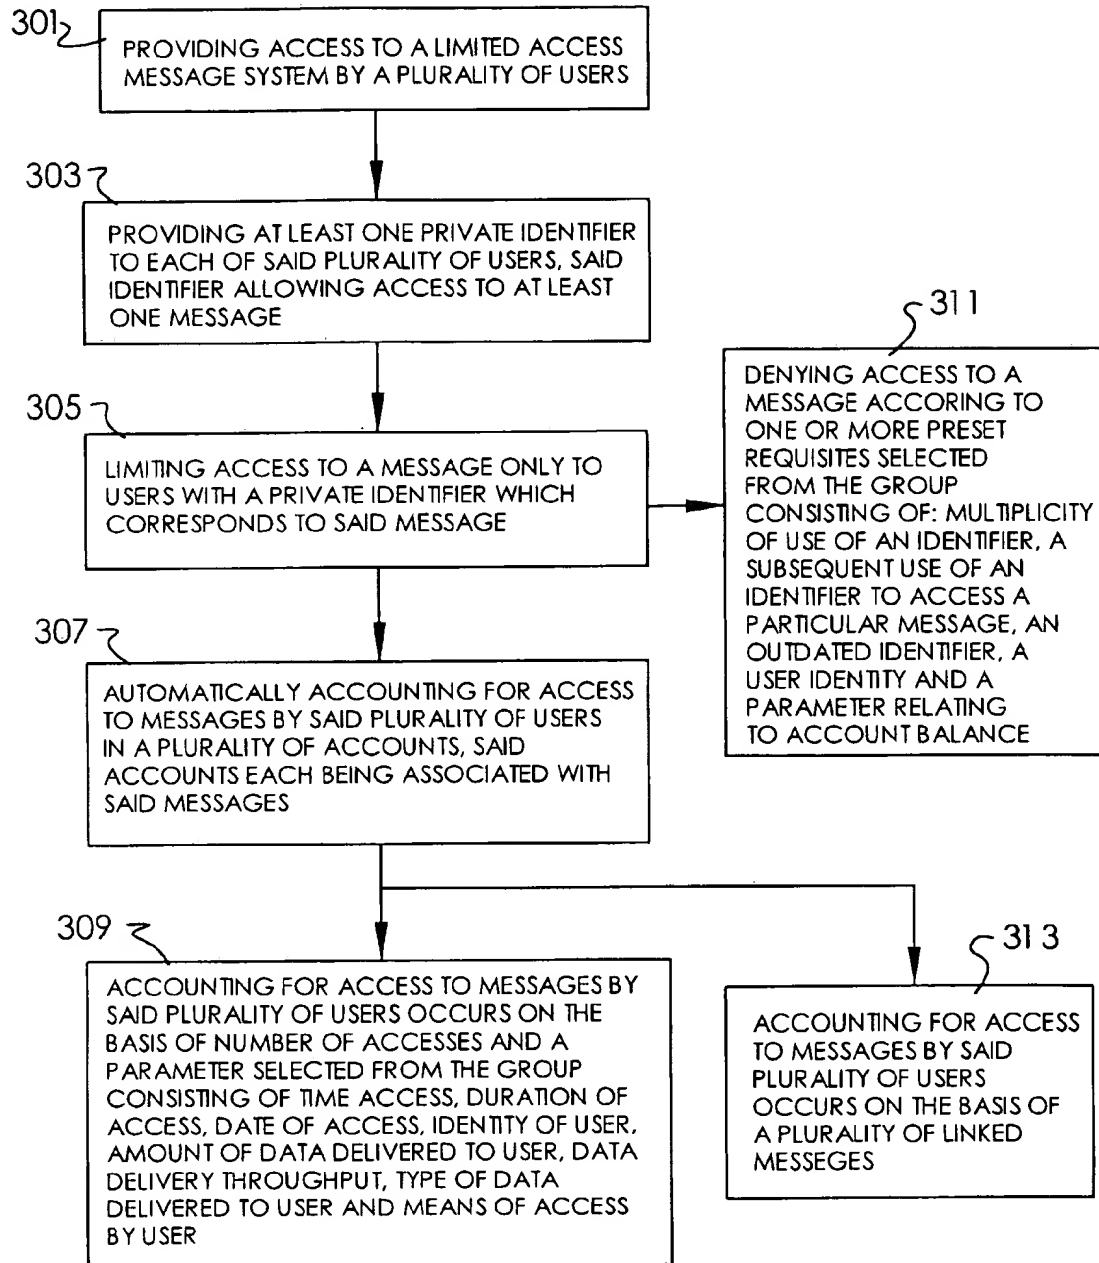 301
PROVIDING ACCESS TO A LIMITED ACCESS
MESSAGE SYSTEM BY A PLURALITY OF USERS
303
PROVIDING AT LEAST ONE PRIVATE IDENTIFIER
TO EACH OF SAID PLURALITY OF USERS, SAID
IDENTIFIER ALLOWING ACCESS TO AT LEAST
ONE MESSAGE
305
LIMITING ACCESS TO A MESSAGE ONLY TO
USERS WITH A PRIVATE IDENTIFIER WHICH
CORRESPONDS TO SAID MESSAGE
311
DENYING ACCESS TO A
MESSAGE ACCORING TO
ONE OR MORE PRESET
REQUISITES SELECTED
FROM THE GROUP
CONSISTING OF: MULTIPLICITY
OF USE OF AN IDENTIFIER, A
SUBSEQUENT USE OF AN
IDENTIFIER TO ACCESS A
PARTICULAR MESSAGE, AN
OUTDATED IDENTIFIER, A
USER IDENTITY AND A
PARAMETER RELATING
TO ACCOUNT BALANCE
307
AUTOMATICALLY ACCOUNTING FOR ACCESS
TO MESSAGES BY SAID PLURALITY OF USERS
IN A PLURALITY OF ACCOUNTS, SAID
ACCOUNTS EACH BEING ASSOCIATED WITH
SAID MESSAGES
309
ACCOUNTING FOR ACCESS TO MESSAGES BY
SAID PLURALITY OF USERS OCCURS ON THE
BASIS OF NUMBER OF ACCESSES AND A
PARAMETER SELECTED FROM THE GROUP
CONSISTING OF TIME ACCESS, DURATION OF
ACCESS, DATE OF ACCESS, IDENTITY OF USER,
AMOUNT OF DATA DELIVERED TO USER, DATA
DELIVERY THROUGHPUT, TYPE OF DATA
DELIVERED TO USER AND MEANS OF ACCESS
BY USER
313
ACCOUNTING FOR ACCESS
TO MESSAGES BY SAID
PLURALITY OF USERS
OCCURS ON THE BASIS OF
A PLURALITY OF LINKED
MESSEGES